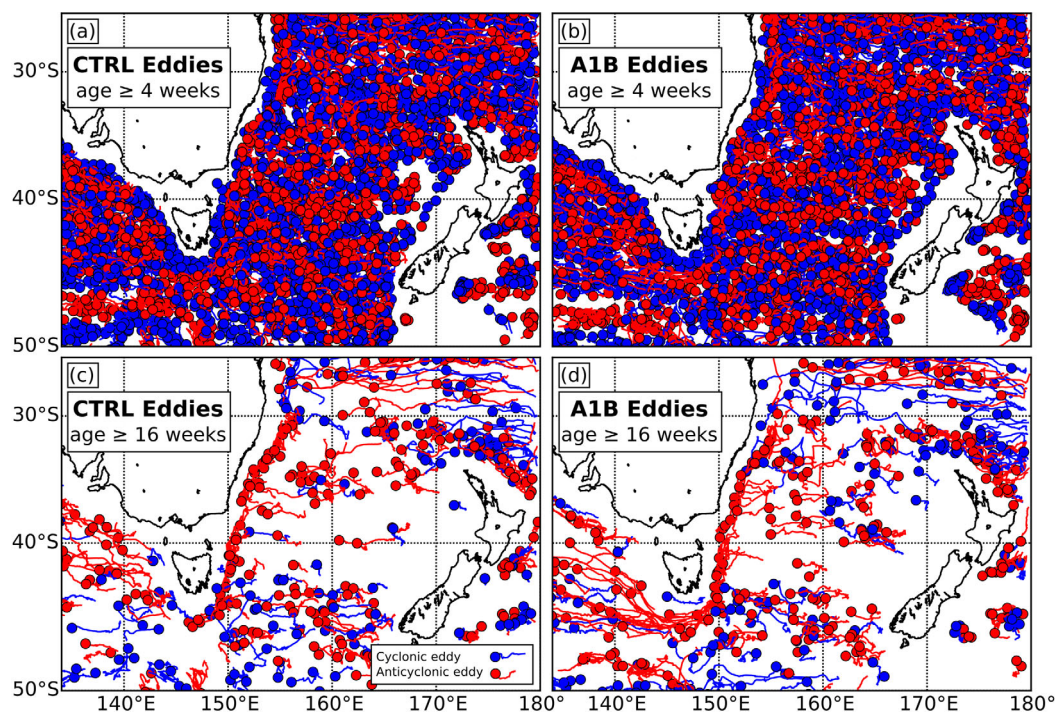 (a)
CTRL Eddies
age ≥ 4 weeks
(b)
A1B Eddies
age ≥ 4 weeks
30°S
40°S
50°S
(c)
CTRL Eddies
age ≥ 16 weeks
(d)
A1B Eddies
age ≥ 16 weeks
30°S
40°S
50°S
Cyclonic eddy
Anticyclonic eddy
140°E 150°E 160°E 170°E 180° 140°E 150°E 160°E 170°E 180°